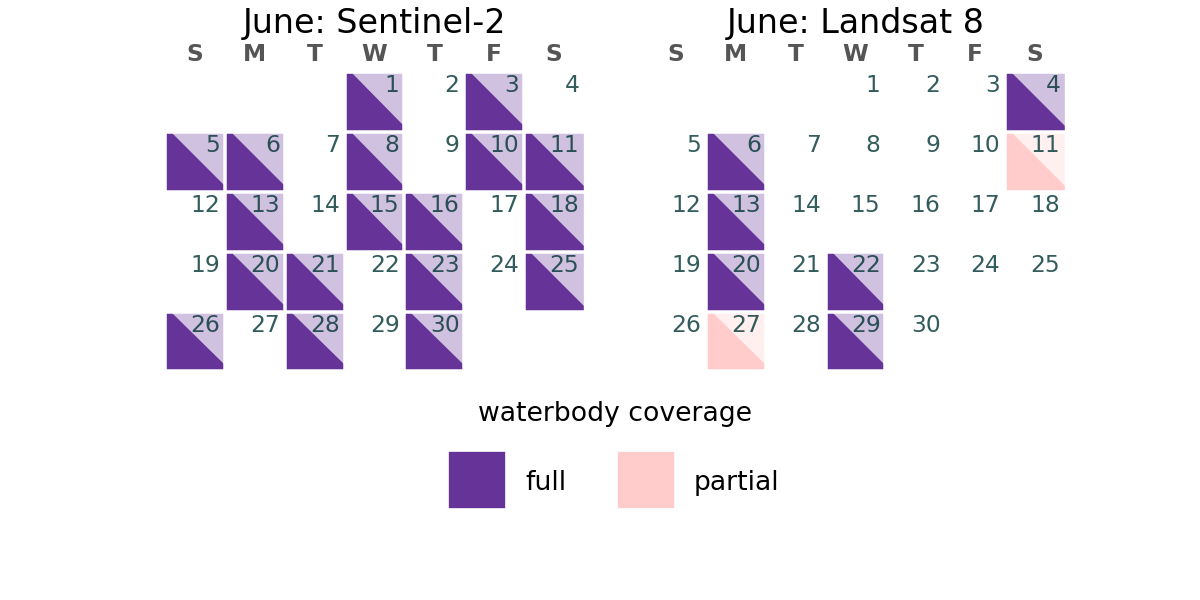 June: Sentinel-2
S M T W T F S
1 2 3 4
5 6 7 8 9 10 11
12 13 14 15 16 17 18
19 20 21 22 23 24 25
26 27 28 29 30
June: Landsat 8
S M T W T F S
1 2 3 4
5 6 7 8 9 10 11
12 13 14 15 16 17 18
19 20 21 22 23 24 25
26 27 28 29 30
waterbody coverage
full
partial